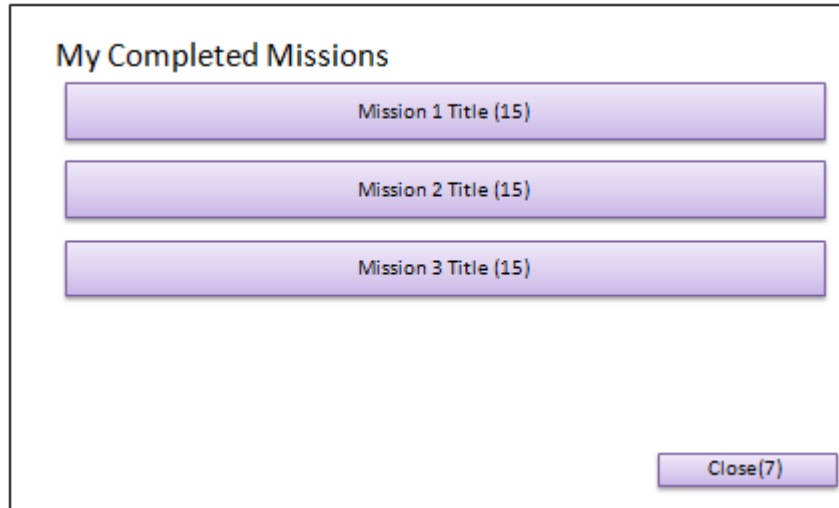 My Completed Missions
Mission 1 Title (15)
Mission 2 Title (15)
Mission 3 Title (15)
Close(7)